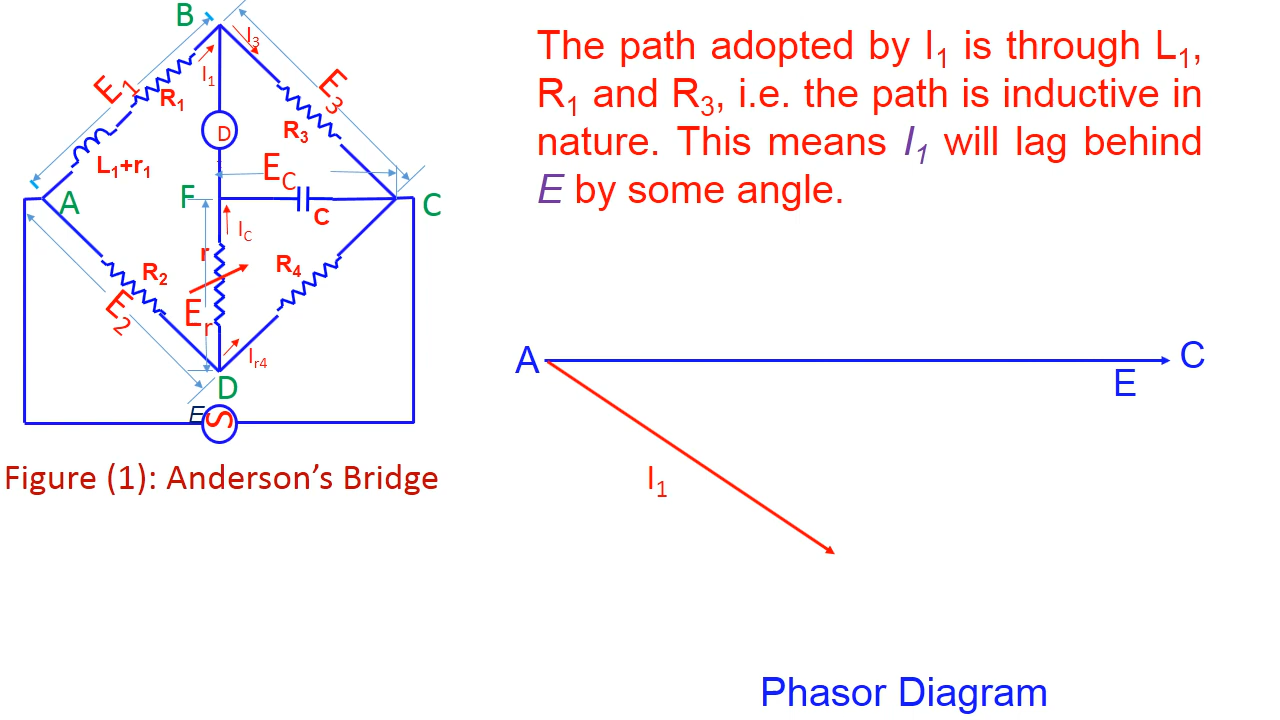 The path adopted by I1 is through L1,
R1 and R3, i.e. the path is inductive in
nature. This means I1 will lag behind
E by some angle.
B
I3
E1
I1
R1
E3
D
R3
L1+r1
EC
A
F
C
C
IC
r
R4
R2
E2
Er
Ir4
D
E
S
Figure (1): Anderson’s Bridge
A
C
E
I1
Phasor Diagram